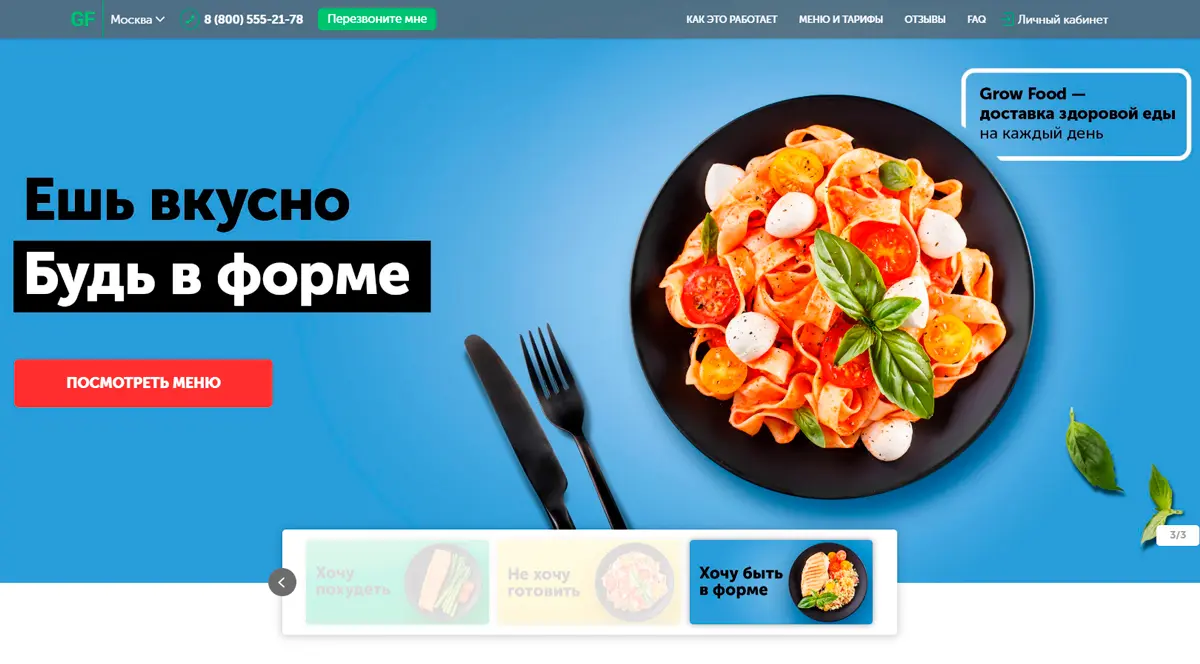 GF
Москва
8 (800) 555-21-78
Перезвоните мне
КАК ЭТО РАБОТАЕТ
МЕНЮ И ТАРИФЫ
ОТЗЫВЫ
FAQ
Личный кабинет
Grow Food —
доставка здоровой еды
на каждый день
Ешь вкусно
Будь в форме
ПОСМОТРЕТЬ МЕНЮ
3/3
Хочу
похудеть
Не хочу
готовить
Хочу быть
в форме